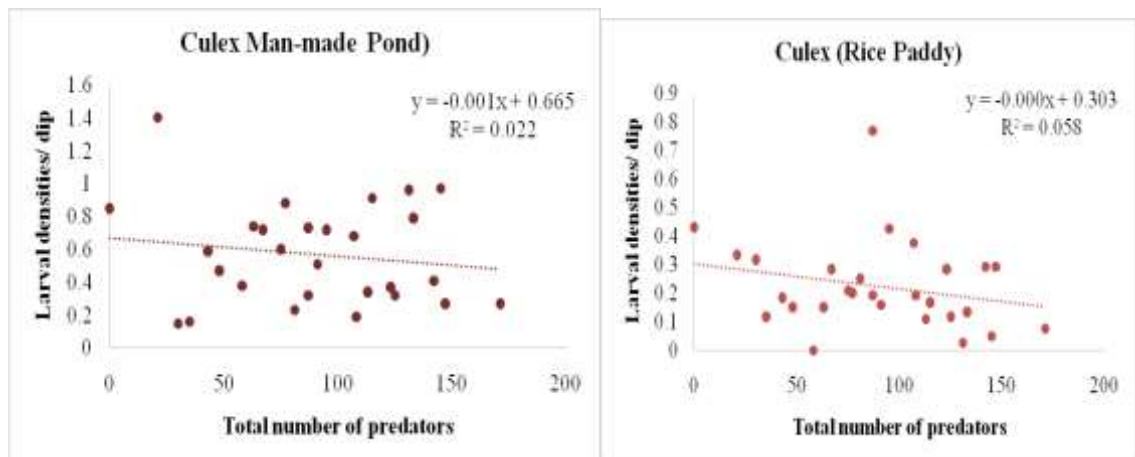 Culex Man-made Pond)
y = -0.001x + 0.665
R² = 0.022
Larval densities/ dip
1.6
1.4
1.2
1
0.8
0.6
0.4
0.2
0
0 50 100 150 200
Total number of predators
Culex (Rice Paddy)
y = -0.000x + 0.303
R² = 0.058
Larval densities/ dip
0.9
0.8
0.7
0.6
0.5
0.4
0.3
0.2
0.1
0
0 50 100 150 200
Total number of predators